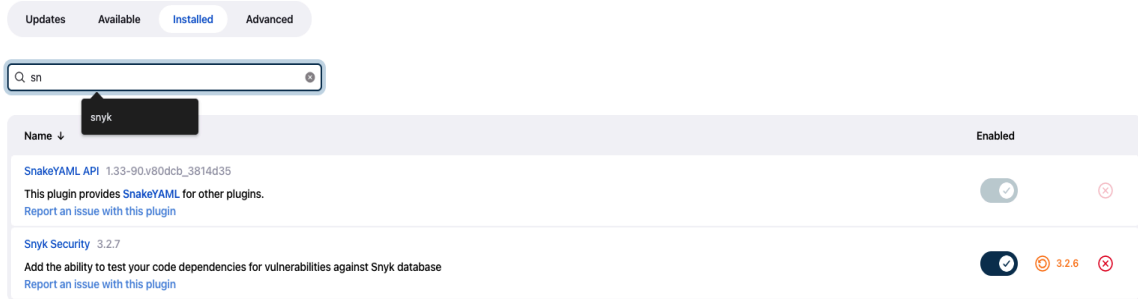 Updates Available Installed Advanced
sn
snyk
Name ↓ Enabled
SnakeYAML API 1.33-90.v80dcb_3814d35
This plugin provides SnakeYAML for other plugins.
Report an issue with this plugin
Snyk Security 3.2.7
Add the ability to test your code dependencies for vulnerabilities against Snyk database
3.2.6
Report an issue with this plugin